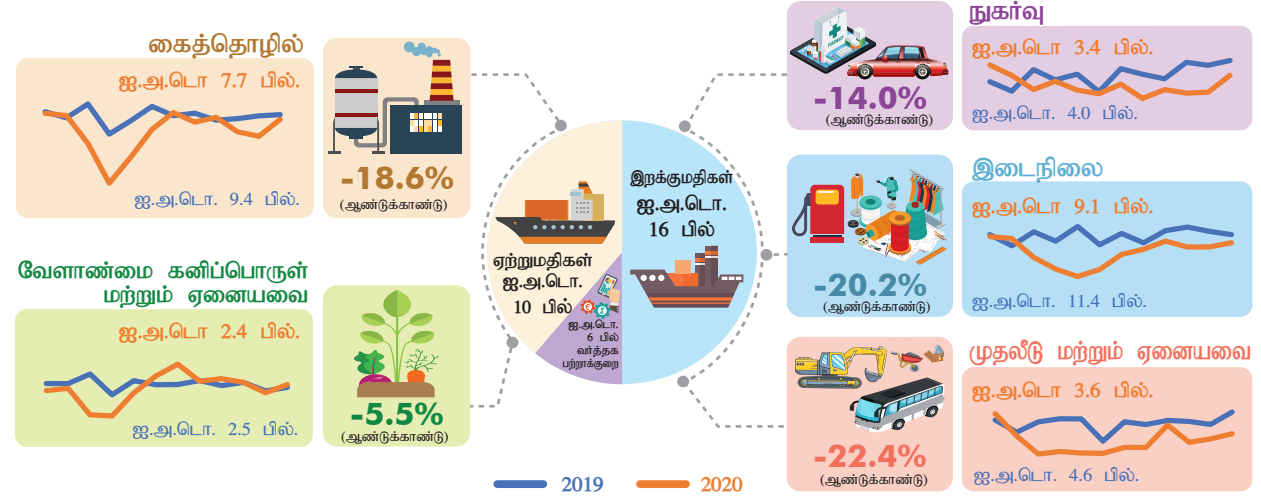 கைத்தொழில்
ஐ.அ.டொ 7.7 பில்.
ஐ.அ.டொ. 9.4 பில்.
-18.6%
(ஆண்டுக்காண்டு)
வேளாண்மை கனிப்பொருள்
மற்றும் ஏனையவை
ஐ.அ.டொ 2.4 பில்.
ஐ.அ.டொ. 2.5 பில்.
-5.5%
(ஆண்டுக்காண்டு)
ஏற்றுமதிகள்
ஐ.அ.டொ.
10 பில்
ஐ.அ.டொ.
6 பில்
வர்த்தக
பற்றாக்குறை
இறக்குமதிகள்
ஐ.அ.டொ.
16 பில்
PHARMACY
-14.0%
(ஆண்டுக்காண்டு)
நுகர்வு
ஐ.அ.டொ 3.4 பில்.
ஐ.அ.டொ. 4.0 பில்.
-20.2%
(ஆண்டுக்காண்டு)
இடைநிலை
ஐ.அ.டொ 9.1 பில்.
ஐ.அ.டொ. 11.4 பில்.
-22.4%
(ஆண்டுக்காண்டு)
முதலீடு மற்றும் ஏனையவை
ஐ.அ.டொ 3.6 பில்.
ஐ.அ.டொ. 4.6 பில்.
2019 2020